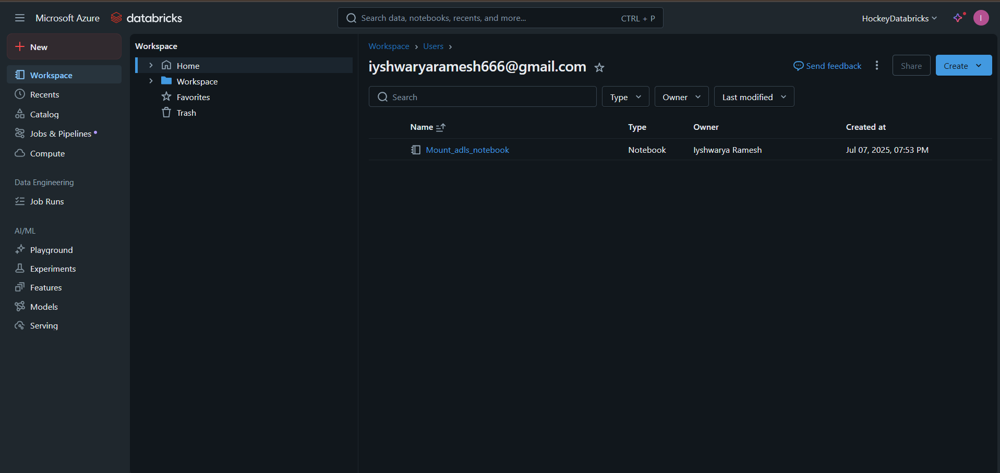 Microsoft Azure databricks
Search data, notebooks, recents, and more... CTRL + P
HockeyDatabricks I
New
Workspace
Recents
Catalog
Jobs & Pipelines
Compute
Data Engineering
Job Runs
AI/ML
Playground
Experiments
Features
Models
Serving
Workspace
Home
Workspace
Favorites
Trash
Workspace › Users ›
iyshwaryaramesh666@gmail.com
Send feedback Share Create
Search Type Owner Last modified
Name Type Owner Created at
Mount_adls_notebook Notebook Iyshwarya Ramesh Jul 07, 2025, 07:53 PM